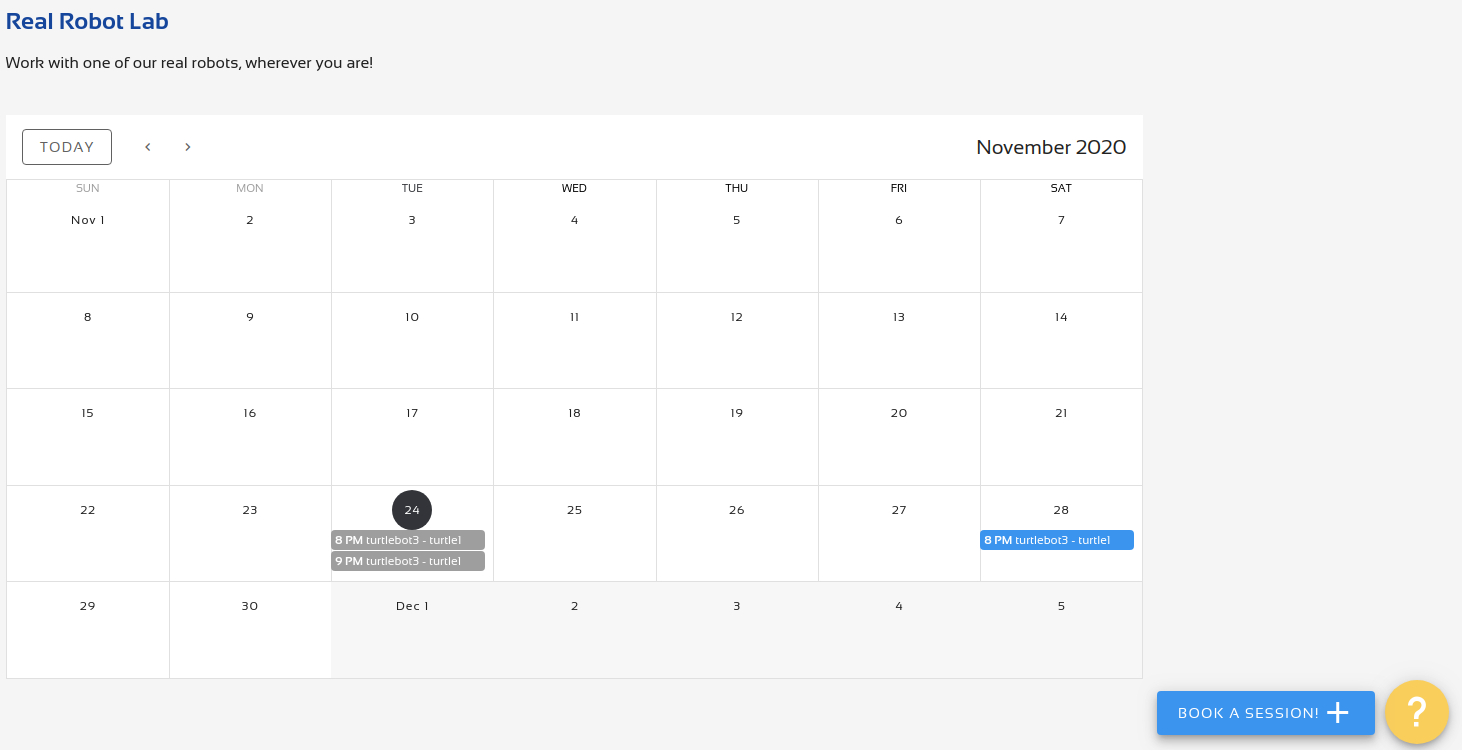 Real Robot Lab
Work with one of our real robots, wherever you are!
TODAY ‹ › November 2020
SUN MON TUE WED THU FRI SAT
Nov 1 2 3 4 5 6 7
8 9 10 11 12 13 14
15 16 17 18 19 20 21
22 23 24 25 26 27 28
8 PM turtlebot3 - turtle1 8 PM turtlebot3 - turtle1
9 PM turtlebot3 - turtle1
29 30 Dec 1 2 3 4 5
BOOK A SESSION! + ?